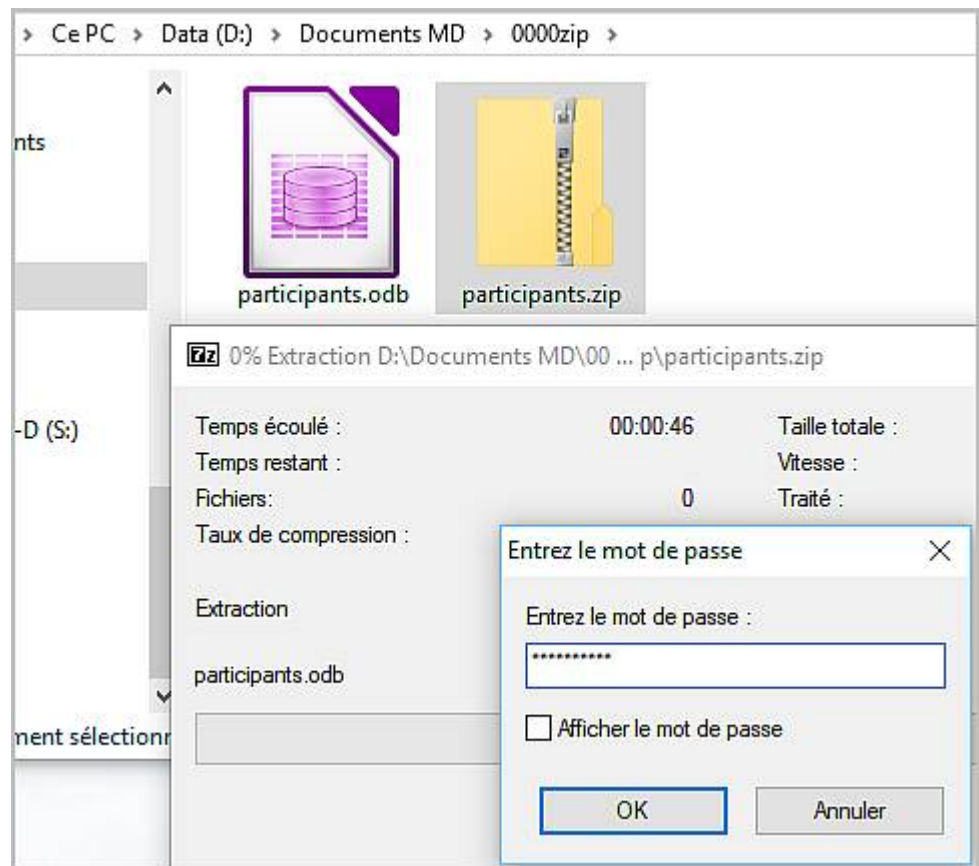 > Ce PC > Data (D:) > Documents MD > 0000zip >
nts
participants.odb
participants.zip
-D (S:)
7z 0% Extraction D:\Documents MD\00 ... p\participants.zip
Temps écoulé : 00:00:46 Taille totale :
Temps restant : Vitesse :
Fichiers: 0 Traité :
Taux de compression :
Extraction
participants.odb
ment sélectionn
Entrez le mot de passe
Entrez le mot de passe :
**********
Afficher le mot de passe
OK Annuler